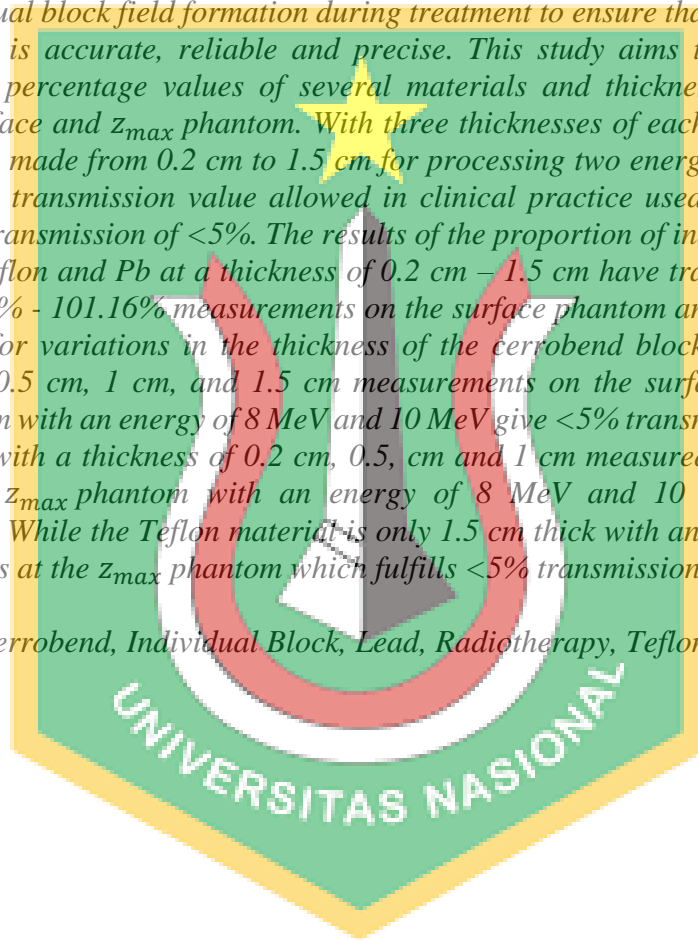 ual block field formation during treatment to ensure tha
is accurate, reliable and precise. This study aims
percentage values of several materials and thickne
face and z_max phantom. With three thicknesses of each
made from 0.2 cm to 1.5 cm for processing two energ
transmission value allowed in clinical practice used
ransmission of <5%. The results of the proportion of in
flon and Pb at a thickness of 0.2 cm – 1.5 cm have tra
% - 101.16% measurements on the surface phantom an
for variations in the thickness of the cerrobend block
0.5 cm, 1 cm, and 1.5 cm measurements on the surfa
n with an energy of 8 MeV and 10 MeV give <5% transm
with a thickness of 0.2 cm, 0.5, cm and 1 cm measured
z_max phantom with an energy of 8 MeV and 10
While the Teflon material is only 1.5 cm thick with an
s at the z_max phantom which fulfills <5% transmission
errobend, Individual Block, Lead, Radiotherapy, Teflon
UNIVERSITAS NASIONAL